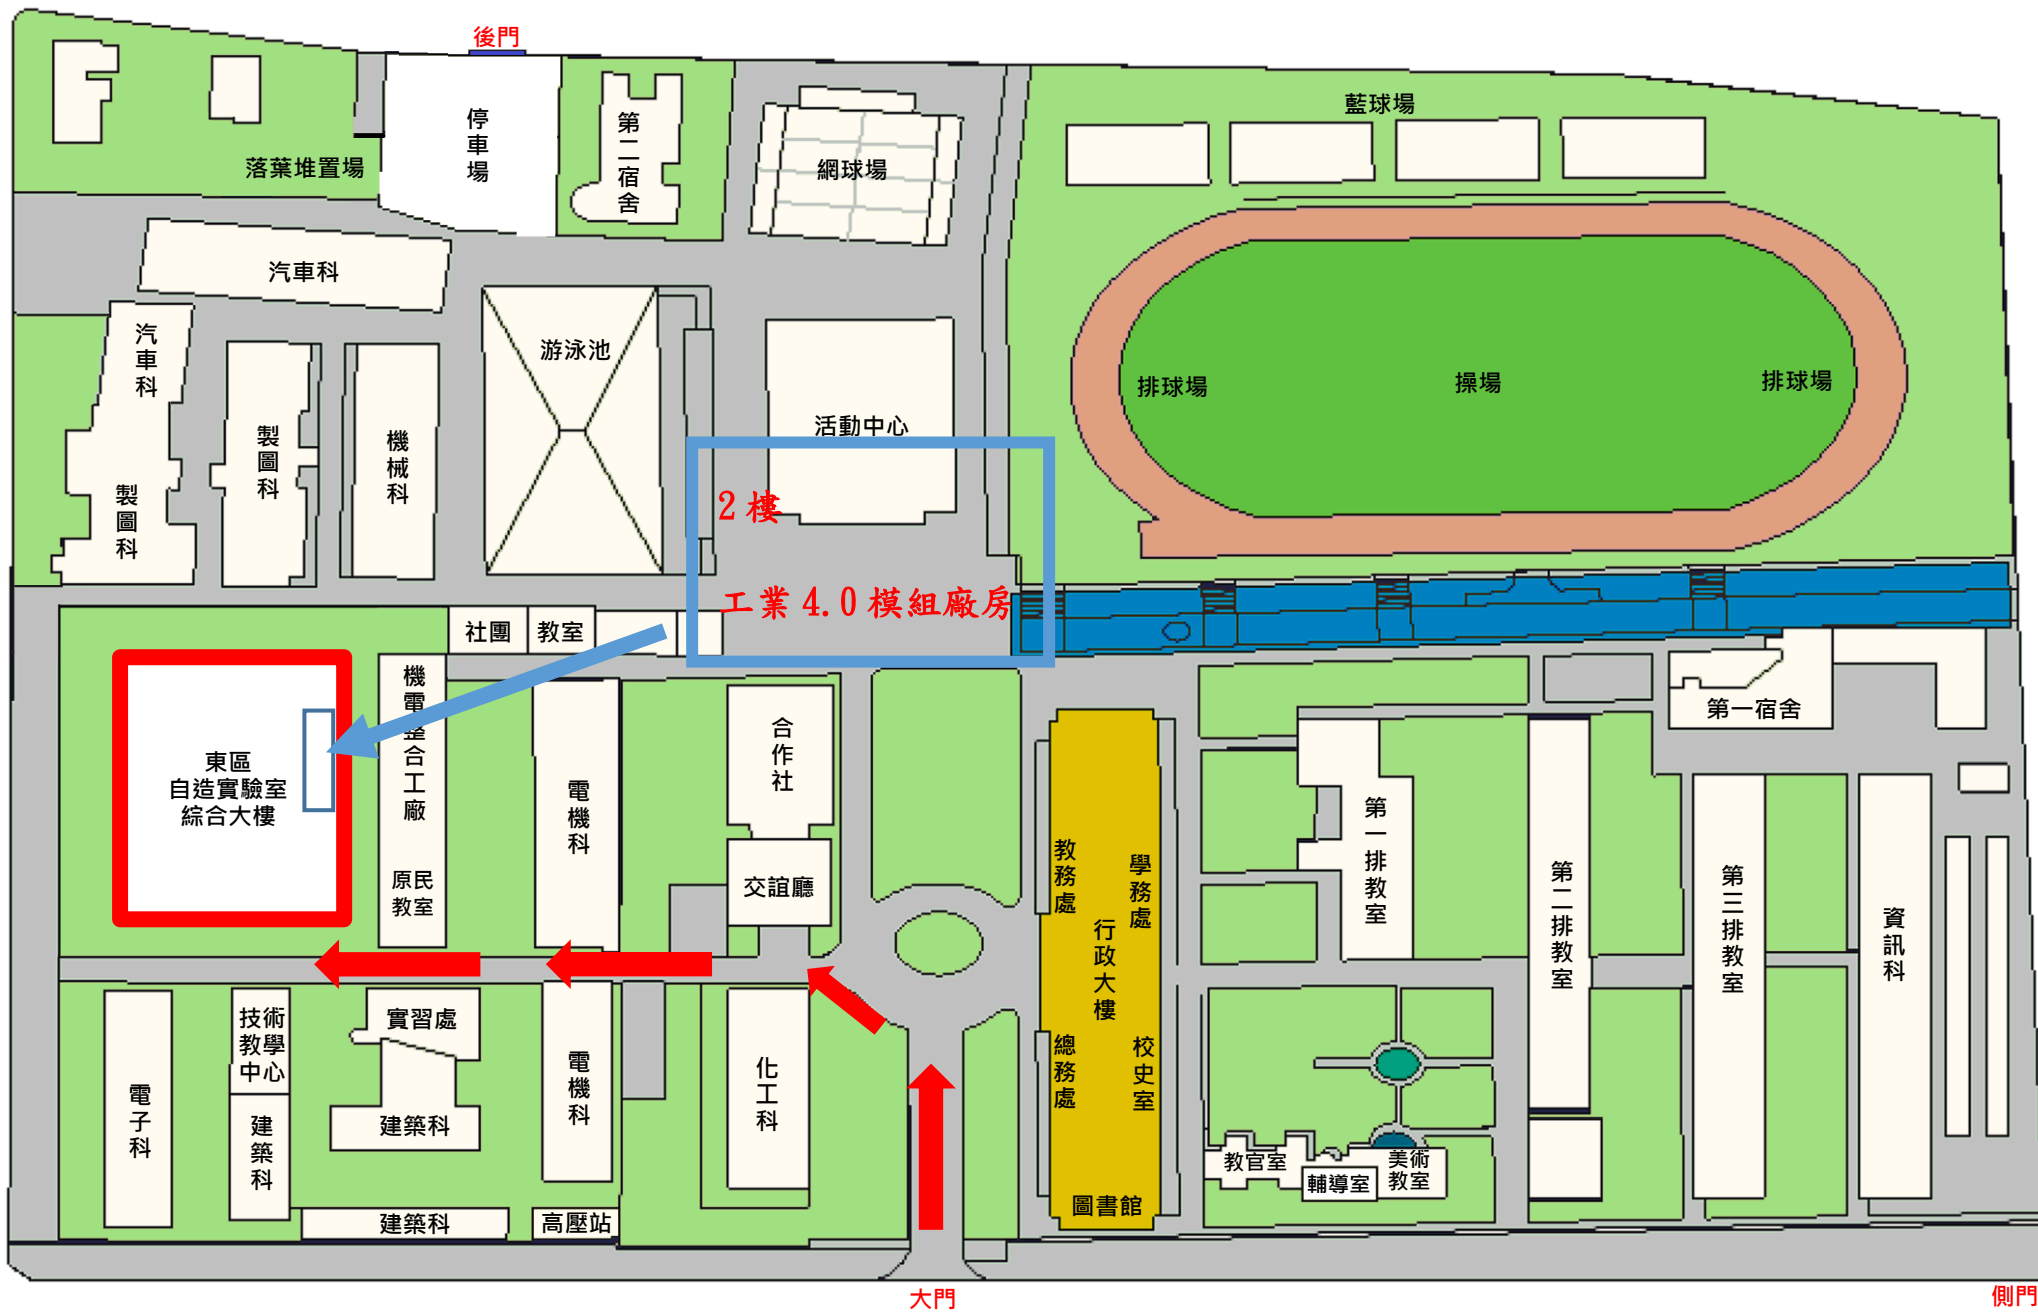 後門
藍球場
停車場
第二宿舍
網球場
落葉堆置場
汽車科
汽車科
游泳池
排球場
操場
排球場
活動中心
製圖科
機械科
製圖科
2樓
工業4.0模組廠房
社團
教室
機電整合工廠
合作社
第一宿舍
東區
自造實驗室
綜合大樓
電機科
原民
教室
交誼廳
教務處
學務處
行政大樓
第一排教室
第二排教室
第三排教室
資訊科
技術
教學
中心
實習處
電機科
化工科
總務處
校史室
電子科
建築科
建築科
教官室
輔導室
美術
教室
圖書館
建築科
高壓站
大門
側門